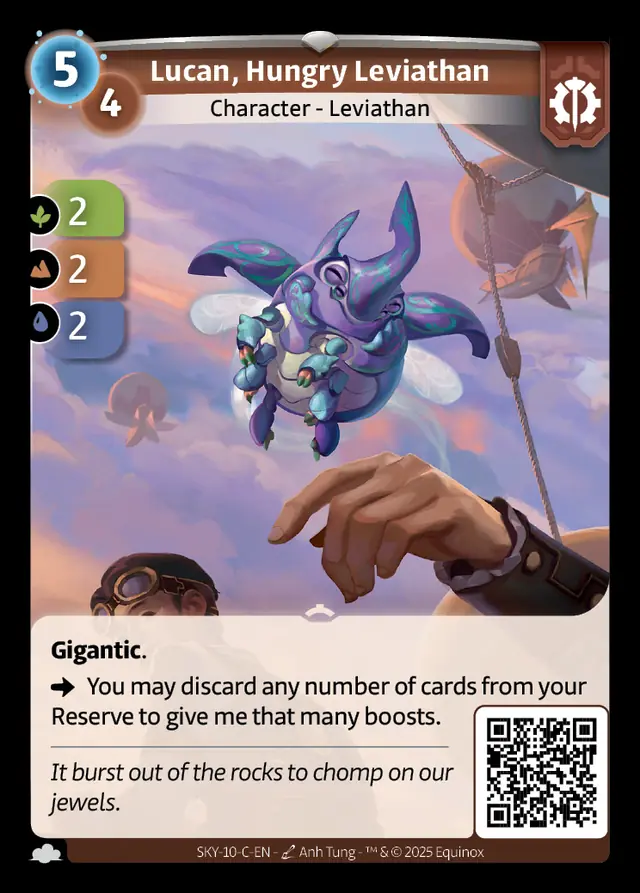 5
4
Lucan, Hungry Leviathan
Character - Leviathan
2
2
2
Gigantic.
You may discard any number of cards from your
Reserve to give me that many boosts.
It burst out of the rocks to chomp on our
jewels.
SKY-10-C-EN - Anh Tung - ™ & © 2025 Equinox